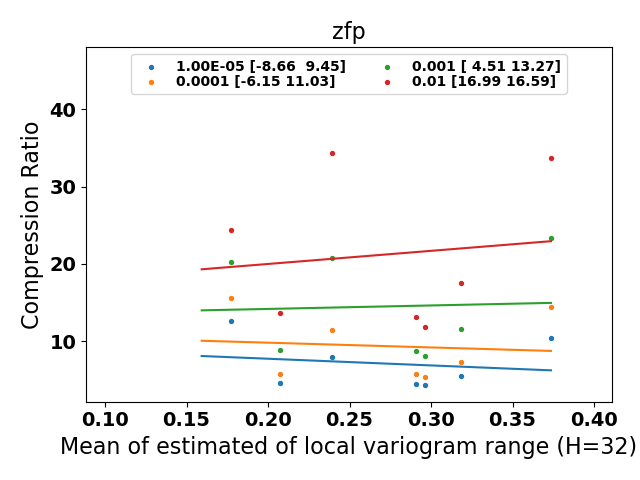 zfp
1.00E-05 [-8.66  9.45]
0.0001 [-6.15 11.03]
0.001 [ 4.51 13.27]
0.01 [16.99 16.59]
Compression Ratio
40
30
20
10
0.10 0.15 0.20 0.25 0.30 0.35 0.40
Mean of estimated of local variogram range (H=32)